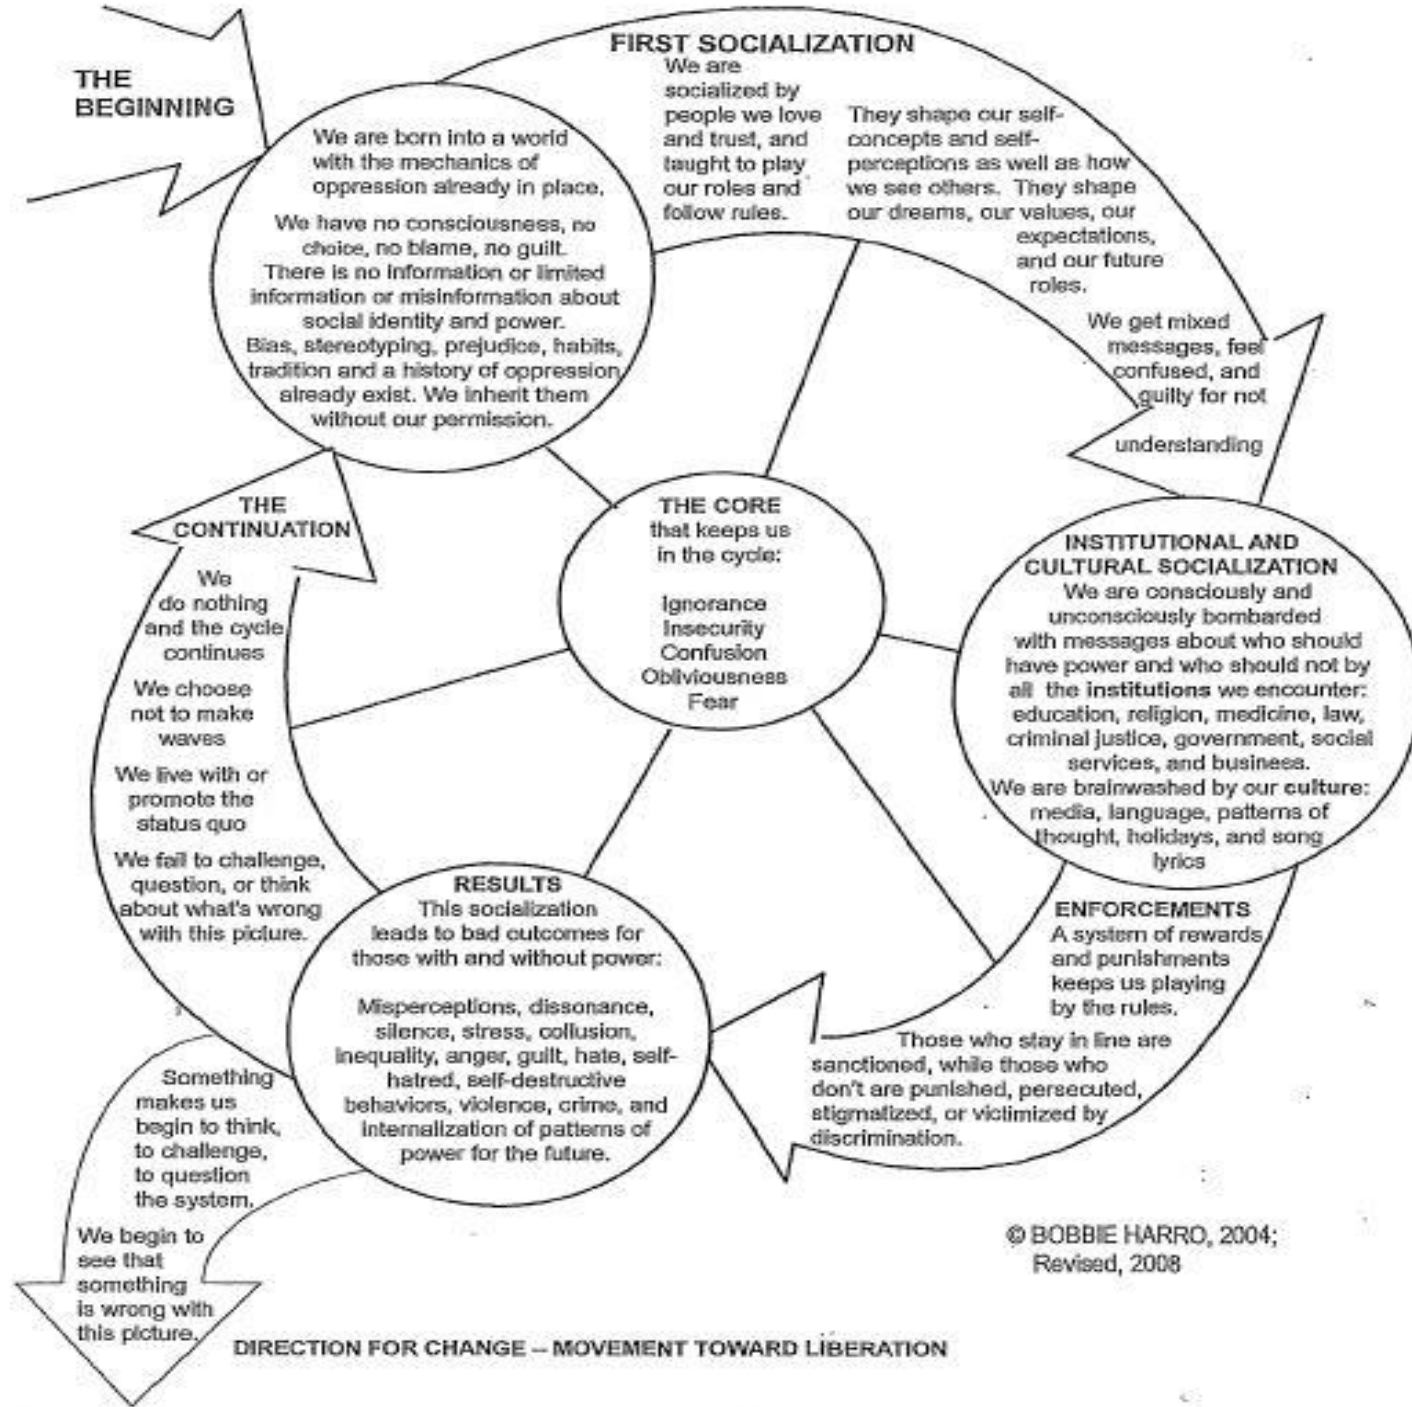 THE
BEGINNING
We are born into a world
with the mechanics of
oppression already in place.
We have no consciousness, no
choice, no blame, no guilt.
There is no information or limited
information or misinformation about
social identity and power.
Bias, stereotyping, prejudice, habits,
tradition and a history of oppression
already exist. We inherit them
without our permission.
FIRST SOCIALIZATION
We are
socialized by
people we love
and trust, and
taught to play
our roles and
follow rules.
They shape our self-
concepts and self-
perceptions as well as how
we see others. They shape
our dreams, our values, our
expectations,
and our future
roles.
We get mixed
messages, feel
confused, and
guilty for not
understanding
INSTITUTIONAL AND
CULTURAL SOCIALIZATION
We are consciously and
unconsciously bombarded
with messages about who should
have power and who should not by
all the institutions we encounter:
education, religion, medicine, law,
criminal justice, government, social
services, and business.
We are brainwashed by our culture:
media, language, patterns of
thought, holidays, and song
lyrics
ENFORCEMENTS
A system of rewards
and punishments
keeps us playing
by the rules.
Those who stay in line are
sanctioned, while those who
don't are punished, persecuted,
stigmatized, or victimized by
discrimination.
RESULTS
This socialization
leads to bad outcomes for
those with and without power:
Misperceptions, dissonance,
silence, stress, collusion,
inequality, anger, guilt, hate, self-
hatred, self-destructive
behaviors, violence, crime, and
internalization of patterns of
power for the future.
THE
CONTINUATION
We
do nothing
and the cycle
continues
We choose
not to make
waves
We live with or
promote the
status quo
We fail to challenge,
question, or think
about what's wrong
with this picture.
THE CORE
that keeps us
in the cycle:
Ignorance
Insecurity
Confusion
Obliviousness
Fear
Something
makes us
begin to think,
to challenge,
to question
the system.
We begin to
see that
something
is wrong with
this picture.
DIRECTION FOR CHANGE – MOVEMENT TOWARD LIBERATION
© BOBBIE HARRO, 2004;
Revised, 2008